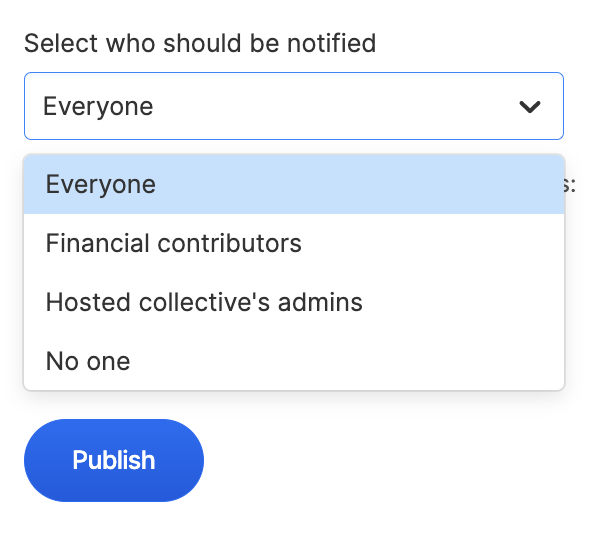 Select who should be notified
Everyone
Everyone
s:
Financial contributors
Hosted collective's admins
No one
Publish